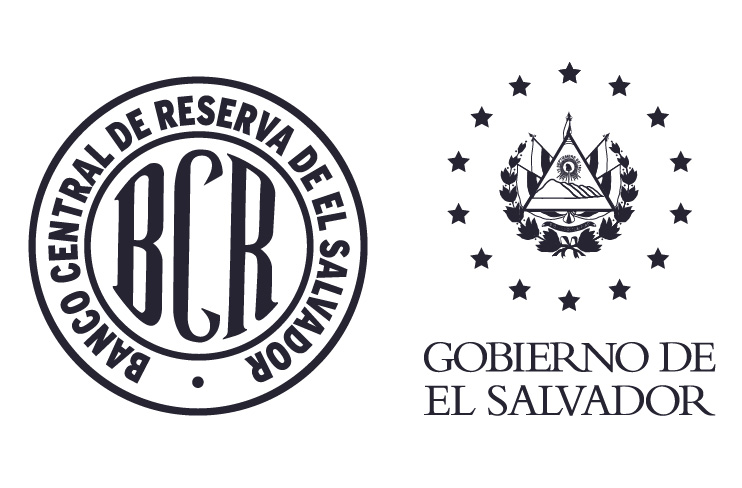 BANCO CENTRAL DE RESERVA DE EL SALVADOR
BCR
GOBIERNO DE
EL SALVADOR